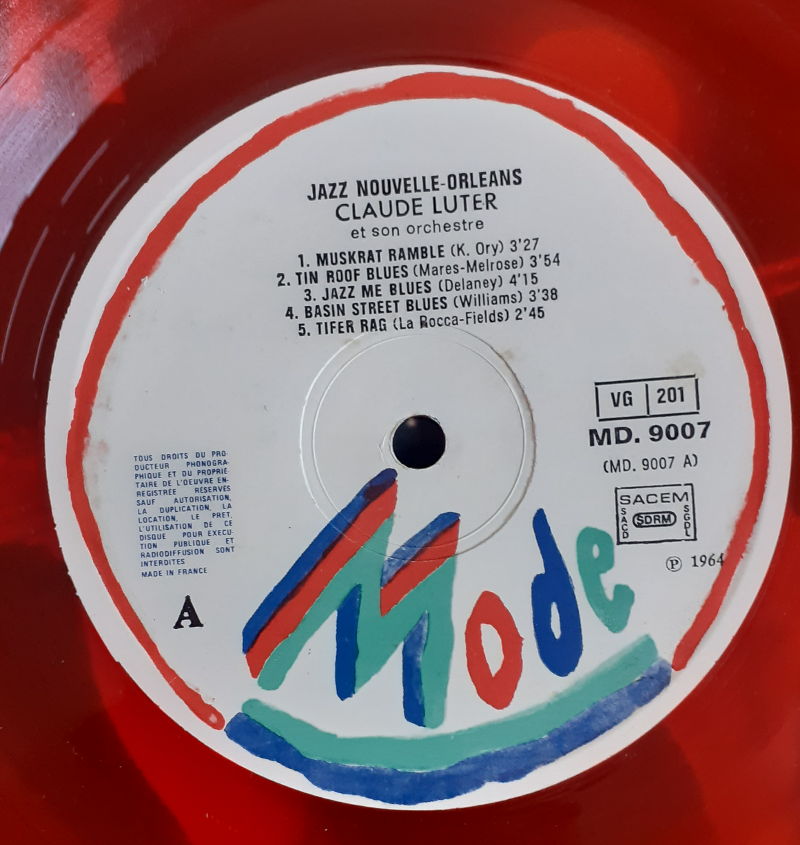 JAZZ NOUVELLE-ORLEANS
CLAUDE LUTER
et son orchestre
1. MUSKRAT RAMBLE (K. Ory) 3'27
2. TIN ROOF BLUES (Mares-Melrose) 3'54
3. JAZZ ME BLUES (Delaney) 4'15
4. BASIN STREET BLUES (Williams) 3'38
5. TIFER RAG (La Rocca-Fields) 2'45
VG 201
MD. 9007
(MD. 9007 A)
SACEM
SACD SDRM SGDL
℗ 1964
TOUS DROITS DU PRO-
DUCTEUR PHONOGRA-
PHIQUE ET DU PROPRIE-
TAIRE DE L'OEUVRE EN-
REGISTREE RESERVES
SAUF AUTORISATION,
LA DUPLICATION, LA
LOCATION, LE PRET,
L'UTILISATION DE CE
DISQUE POUR EXECU-
TION PUBLIQUE ET
RADIODIFFUSION SONT
INTERDITES
MADE IN FRANCE
A
Mode